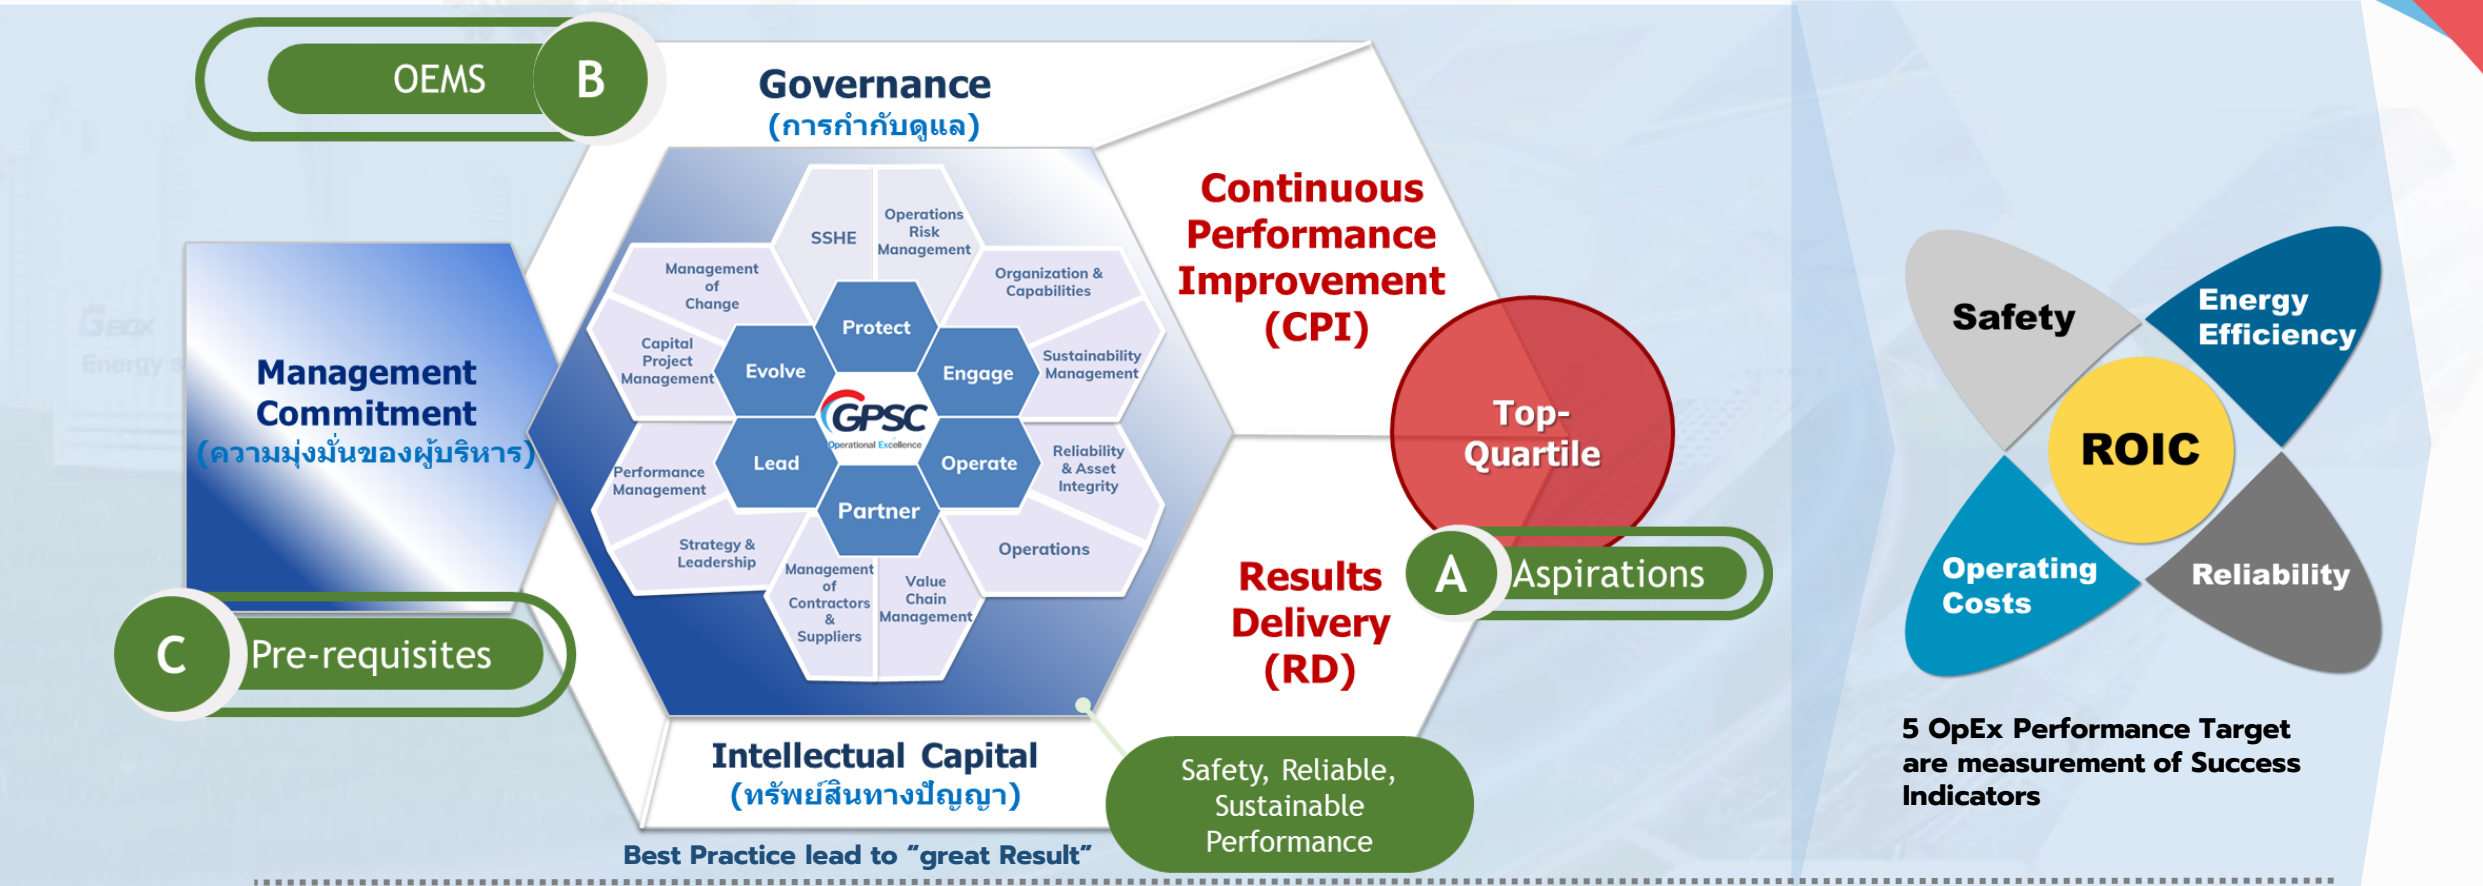 OEMS
B
Governance
(การกำกับดูแล)
Continuous
Performance
Improvement
(CPI)
Management
Commitment
(ความมุ่งมั่นของผู้บริหาร)
SSHE
Operations
Risk
Management
Management
of
Change
Organization &
Capabilities
Capital
Project
Management
Sustainability
Management
Protect
Evolve
Engage
GPSC
Operational Excellence
Lead
Operate
Partner
Performance
Management
Reliability
& Asset
Integrity
Strategy &
Leadership
Operations
Management
of
Contractors
&
Suppliers
Value
Chain
Management
Top-
Quartile
A
Aspirations
Results
Delivery
(RD)
C
Pre-requisites
Intellectual Capital
(ทรัพย์สินทางปัญญา)
Safety, Reliable,
Sustainable
Performance
Best Practice lead to “great Result”
Safety
Energy
Efficiency
ROIC
Operating
Costs
Reliability
5 OpEx Performance Target
are measurement of Success
Indicators